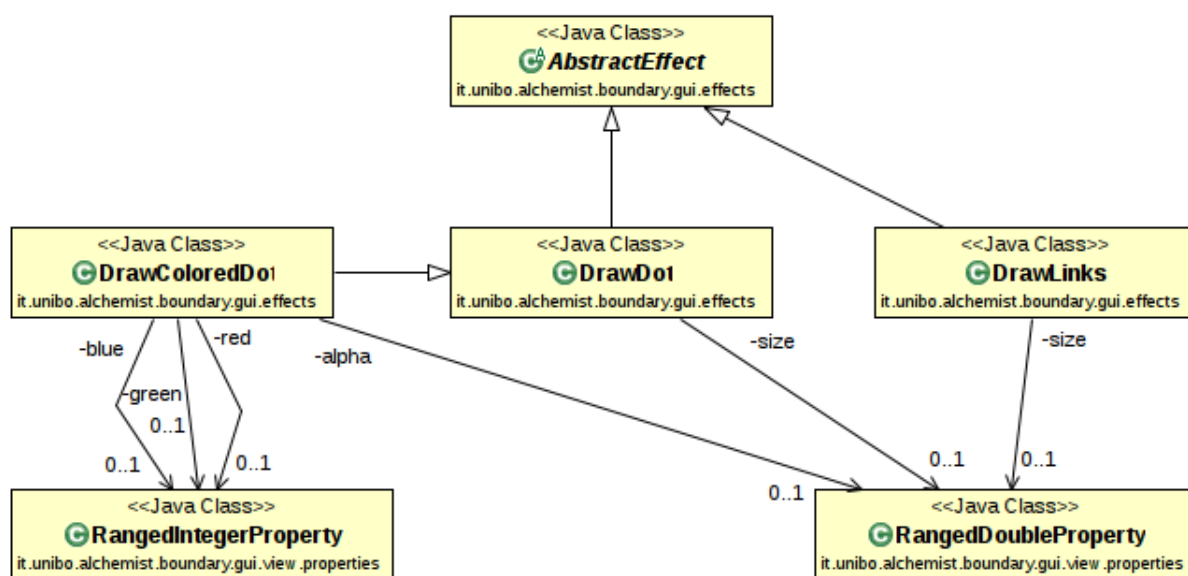 <<Java Class>>
AbstractEffect
it.unibo.alchemist.boundary.gui.effects
<<Java Class>>
DrawColoredDot
it.unibo.alchemist.boundary.gui.effects
<<Java Class>>
DrawDot
it.unibo.alchemist.boundary.gui.effects
<<Java Class>>
DrawLinks
it.unibo.alchemist.boundary.gui.effects
-blue
-red
-alpha
-size
-size
-green
0..1
0..1
0..1
0..1
0..1
0..1
<<Java Class>>
RangedIntegerProperty
it.unibo.alchemist.boundary.gui.view.properties
<<Java Class>>
RangedDoubleProperty
it.unibo.alchemist.boundary.gui.view.properties